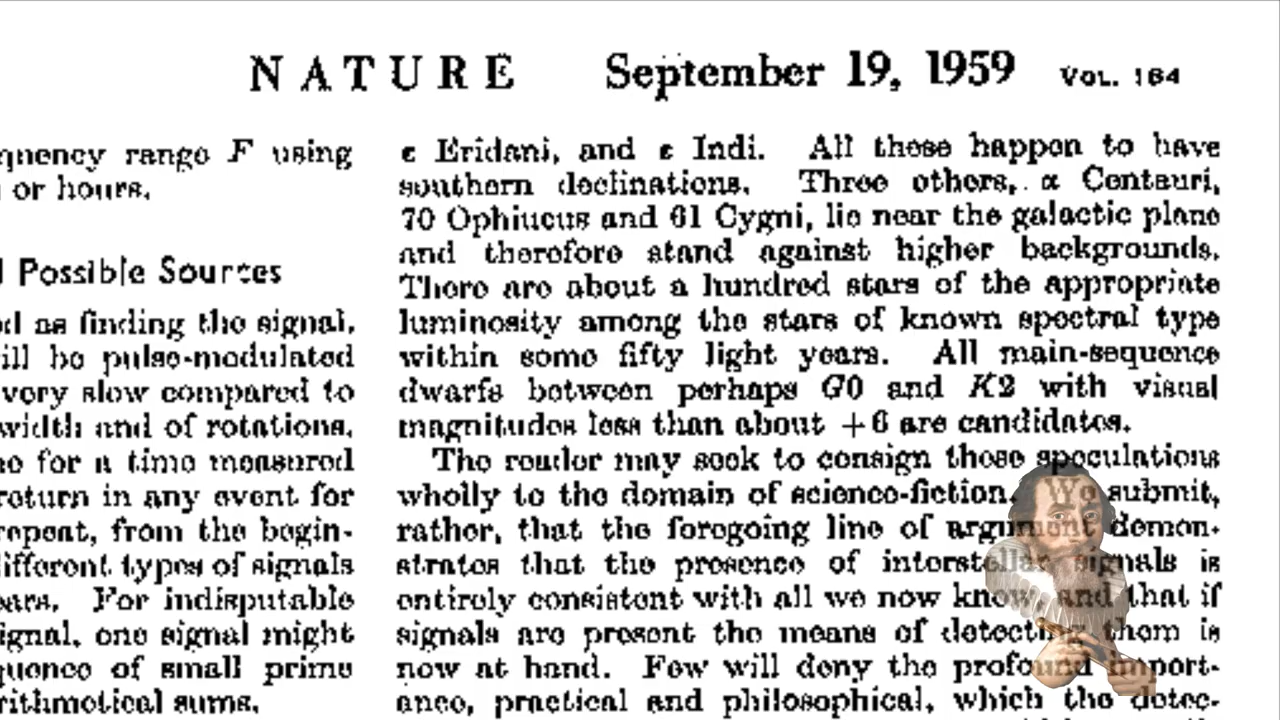 NATURE September 19, 1959 VOL. 184
quency range F using
or hours.
Possible Sources
d as finding the signal,
ill be pulse-modulated
very slow compared to
width and of rotations,
e for a time measured
return in any event for
repeat, from the begin-
ifferent types of signals
ears. For indisputable
ignal, one signal might
quence of small prime
rithmetical sums.
ε Eridani, and ε Indi. All these happen to have
southern declinations. Three others, α Centauri,
70 Ophiucus and 61 Cygni, lie near the galactic plane
and therefore stand against higher backgrounds.
There are about a hundred stars of the appropriate
luminosity among the stars of known spectral type
within some fifty light years. All main-sequence
dwarfs between perhaps G0 and K2 with visual
magnitudes less than about +6 are candidates.
The reader may seek to consign these speculations
wholly to the domain of science-fiction. We submit,
rather, that the foregoing line of argument demon-
strates that the presence of interstellar signals is
entirely consistent with all we now know, and that if
signals are present the means of detecting them is
now at hand. Few will deny the profound import-
ance, practical and philosophical, which the detec-